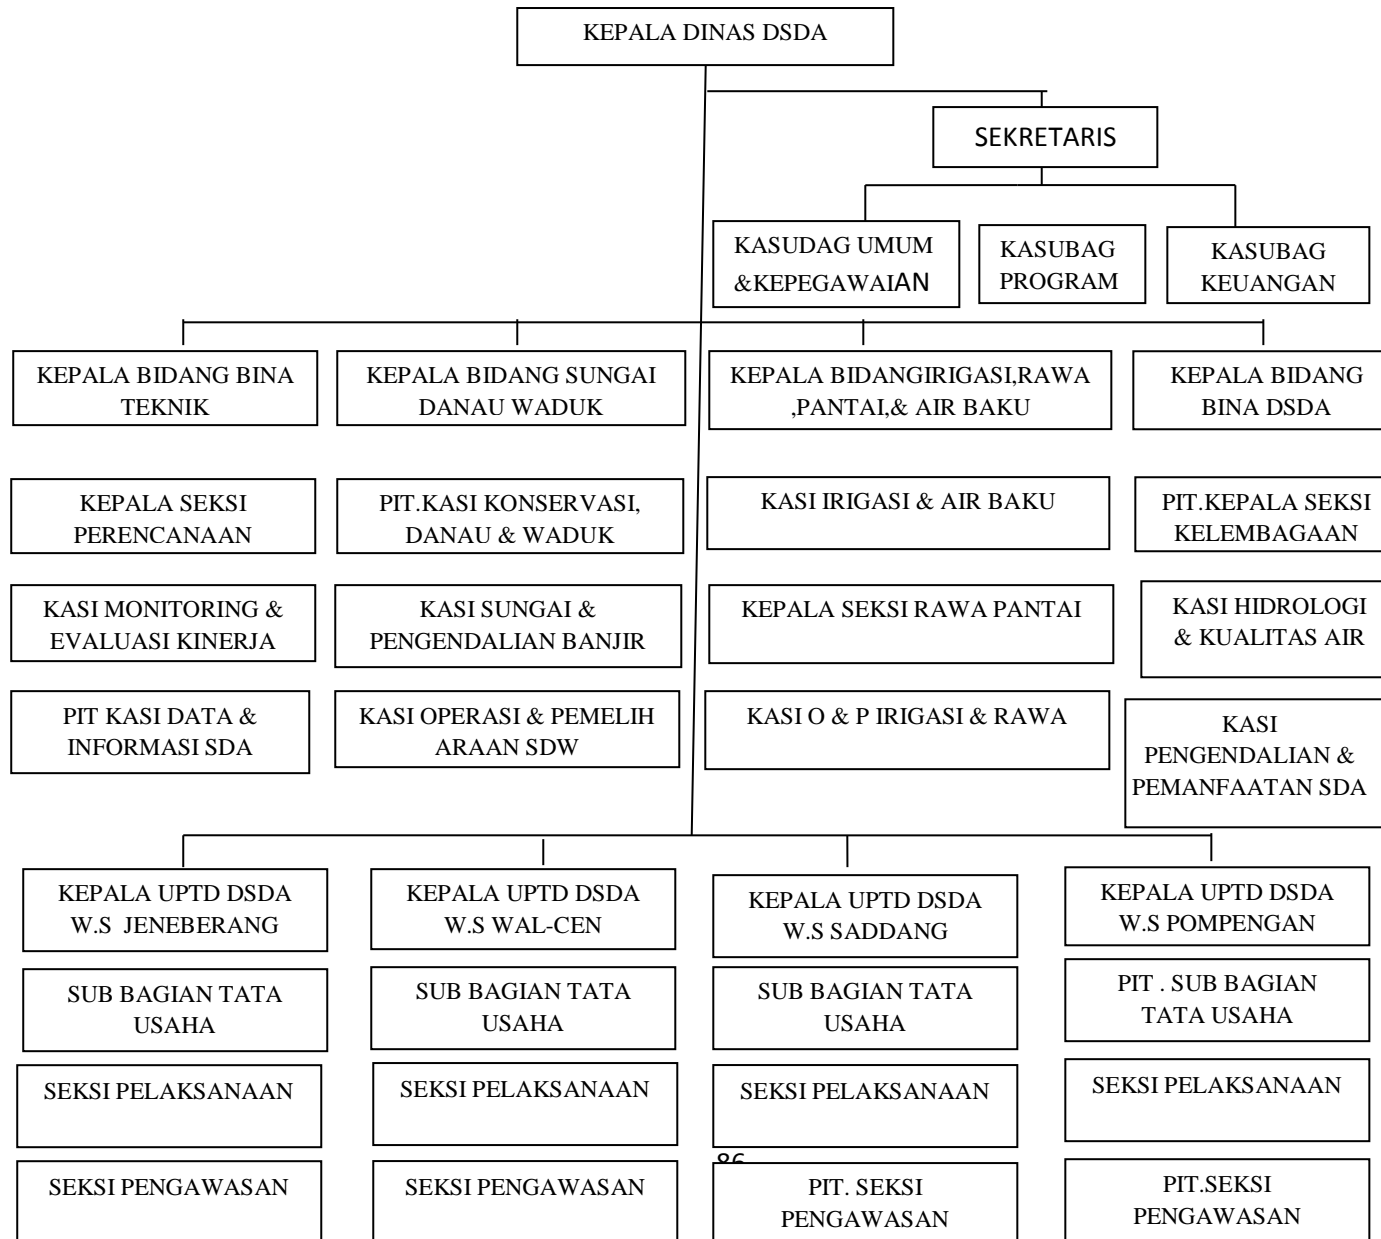 KEPALA DINAS DSDA
SEKRETARIS
KASUDAG UMUM
&KEPEGAWAIAN
KASUBAG
PROGRAM
KASUBAG
KEUANGAN
KEPALA BIDANG BINA
TEKNIK
KEPALA BIDANG SUNGAI
DANAU WADUK
KEPALA BIDANGIRIGASI,RAWA
,PANTAI,& AIR BAKU
KEPALA BIDANG
BINA DSDA
KEPALA SEKSI
PERENCANAAN
PIT.KASI KONSERVASI,
DANAU & WADUK
KASI IRIGASI & AIR BAKU
PIT.KEPALA SEKSI
KELEMBAGAAN
KASI MONITORING &
EVALUASI KINERJA
KASI SUNGAI &
PENGENDALIAN BANJIR
KEPALA SEKSI RAWA PANTAI
KASI HIDROLOGI
& KUALITAS AIR
PIT KASI DATA &
INFORMASI SDA
KASI OPERASI & PEMELIH
ARAAN SDW
KASI O & P IRIGASI & RAWA
KASI
PENGENDALIAN &
PEMANFAATAN SDA
KEPALA UPTD DSDA
W.S  JENEBERANG
KEPALA UPTD DSDA
W.S WAL-CEN
KEPALA UPTD DSDA
W.S SADDANG
KEPALA UPTD DSDA
W.S POMPENGAN
SUB BAGIAN TATA
USAHA
SUB BAGIAN TATA
USAHA
SUB BAGIAN TATA
USAHA
PIT . SUB BAGIAN
TATA USAHA
SEKSI PELAKSANAAN
SEKSI PELAKSANAAN
SEKSI PELAKSANAAN
SEKSI PELAKSANAAN
86
SEKSI PENGAWASAN
SEKSI PENGAWASAN
PIT. SEKSI
PENGAWASAN
PIT.SEKSI
PENGAWASAN